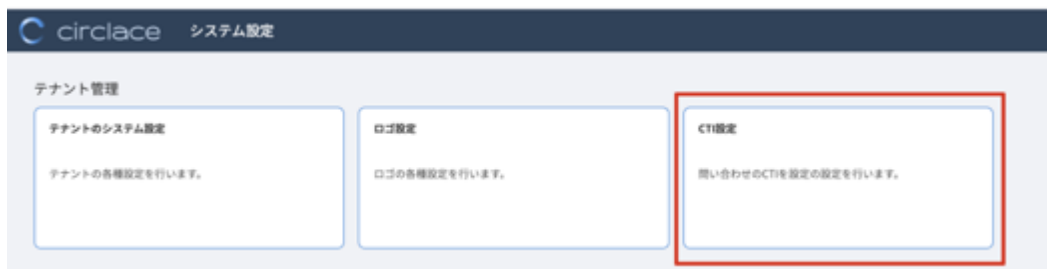 circlace システム設定
テナント管理
テナントのシステム設定
テナントの各種設定を行います。
ロゴ設定
ロゴの各種設定を行います。
CTI設定
問い合わせのCTIを設定の設定を行います。